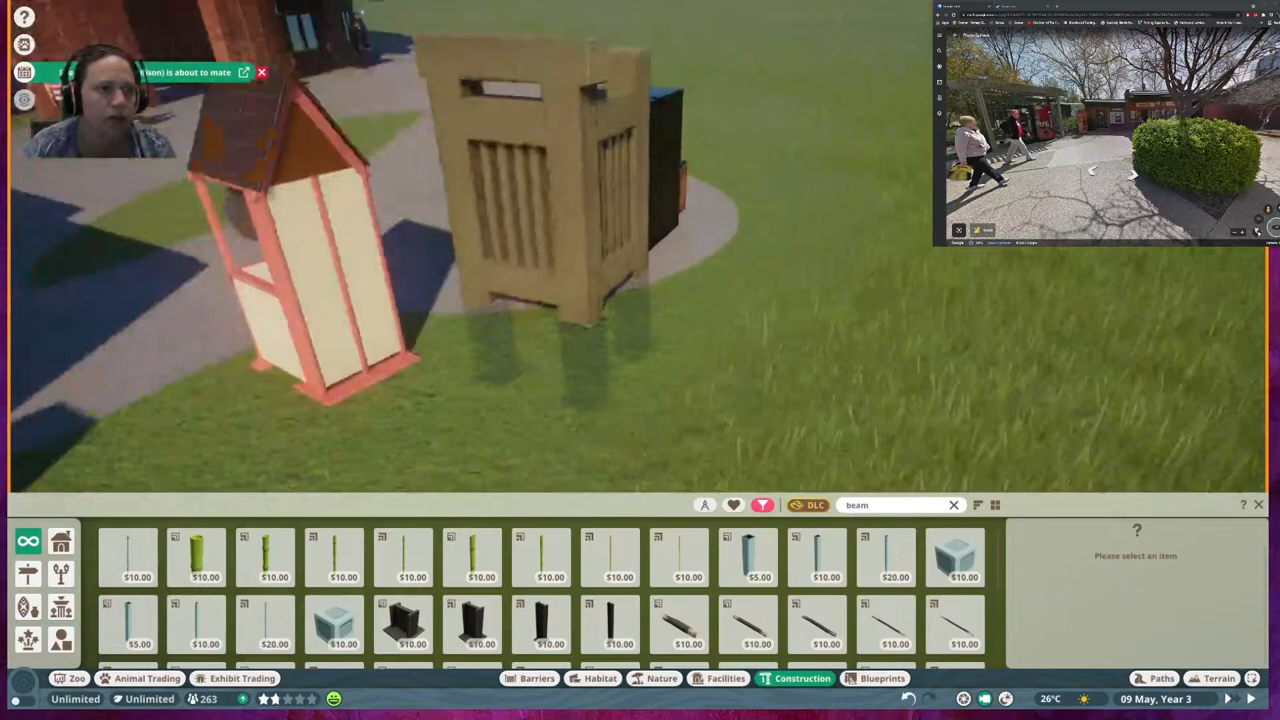 ison) is about to mate
DLC
beam
?
Please select an item
$10.00 $10.00 $10.00 $10.00 $10.00 $10.00 $10.00 $10.00 $10.00 $5.00 $10.00 $20.00 $10.00
$5.00 $10.00 $20.00 $10.00 $10.00 $10.00 $10.00 $10.00 $10.00 $10.00 $10.00 $10.00 $10.00
Zoo Animal Trading Exhibit Trading Barriers Habitat Nature Facilities Construction Blueprints Paths Terrain
Unlimited Unlimited 263 26°C 09 May, Year 3